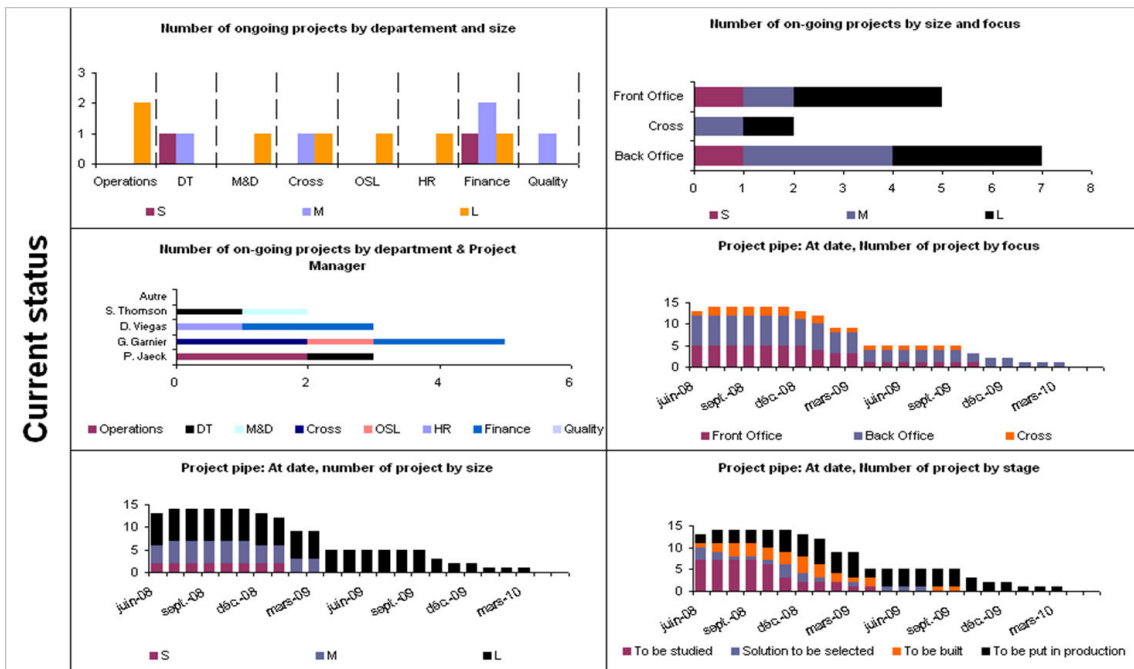 Current status
Number of ongoing projects by departement and size
3
2
1
0
Operations DT M&D Cross OSL HR Finance Quality
S M L
Number of on-going projects by size and focus
Front Office
Cross
Back Office
0 1 2 3 4 5 6 7 8
S M L
Number of on-going projects by department & Project
Manager
Autre
S. Thomson
D. Viegas
G. Garnier
P. Jaeck
0 2 4 6
Operations DT M&D Cross OSL HR Finance Quality
Project pipe: At date, Number of project by focus
15
10
5
0
juin-08 sept.-08 déc.-08 mars-09 juin-09 sept.-09 déc.-09 mars-10
Front Office Back Office Cross
Project pipe: At date, number of project by size
15
10
5
0
juin-08 sept.-08 déc.-08 mars-09 juin-09 sept.-09 déc.-09 mars-10
S M L
Project pipe: At date, Number of project by stage
15
10
5
0
juin-08 sept.-08 déc.-08 mars-09 juin-09 sept.-09 déc.-09 mars-10
To be studied Solution to be selected To be built To be put in production